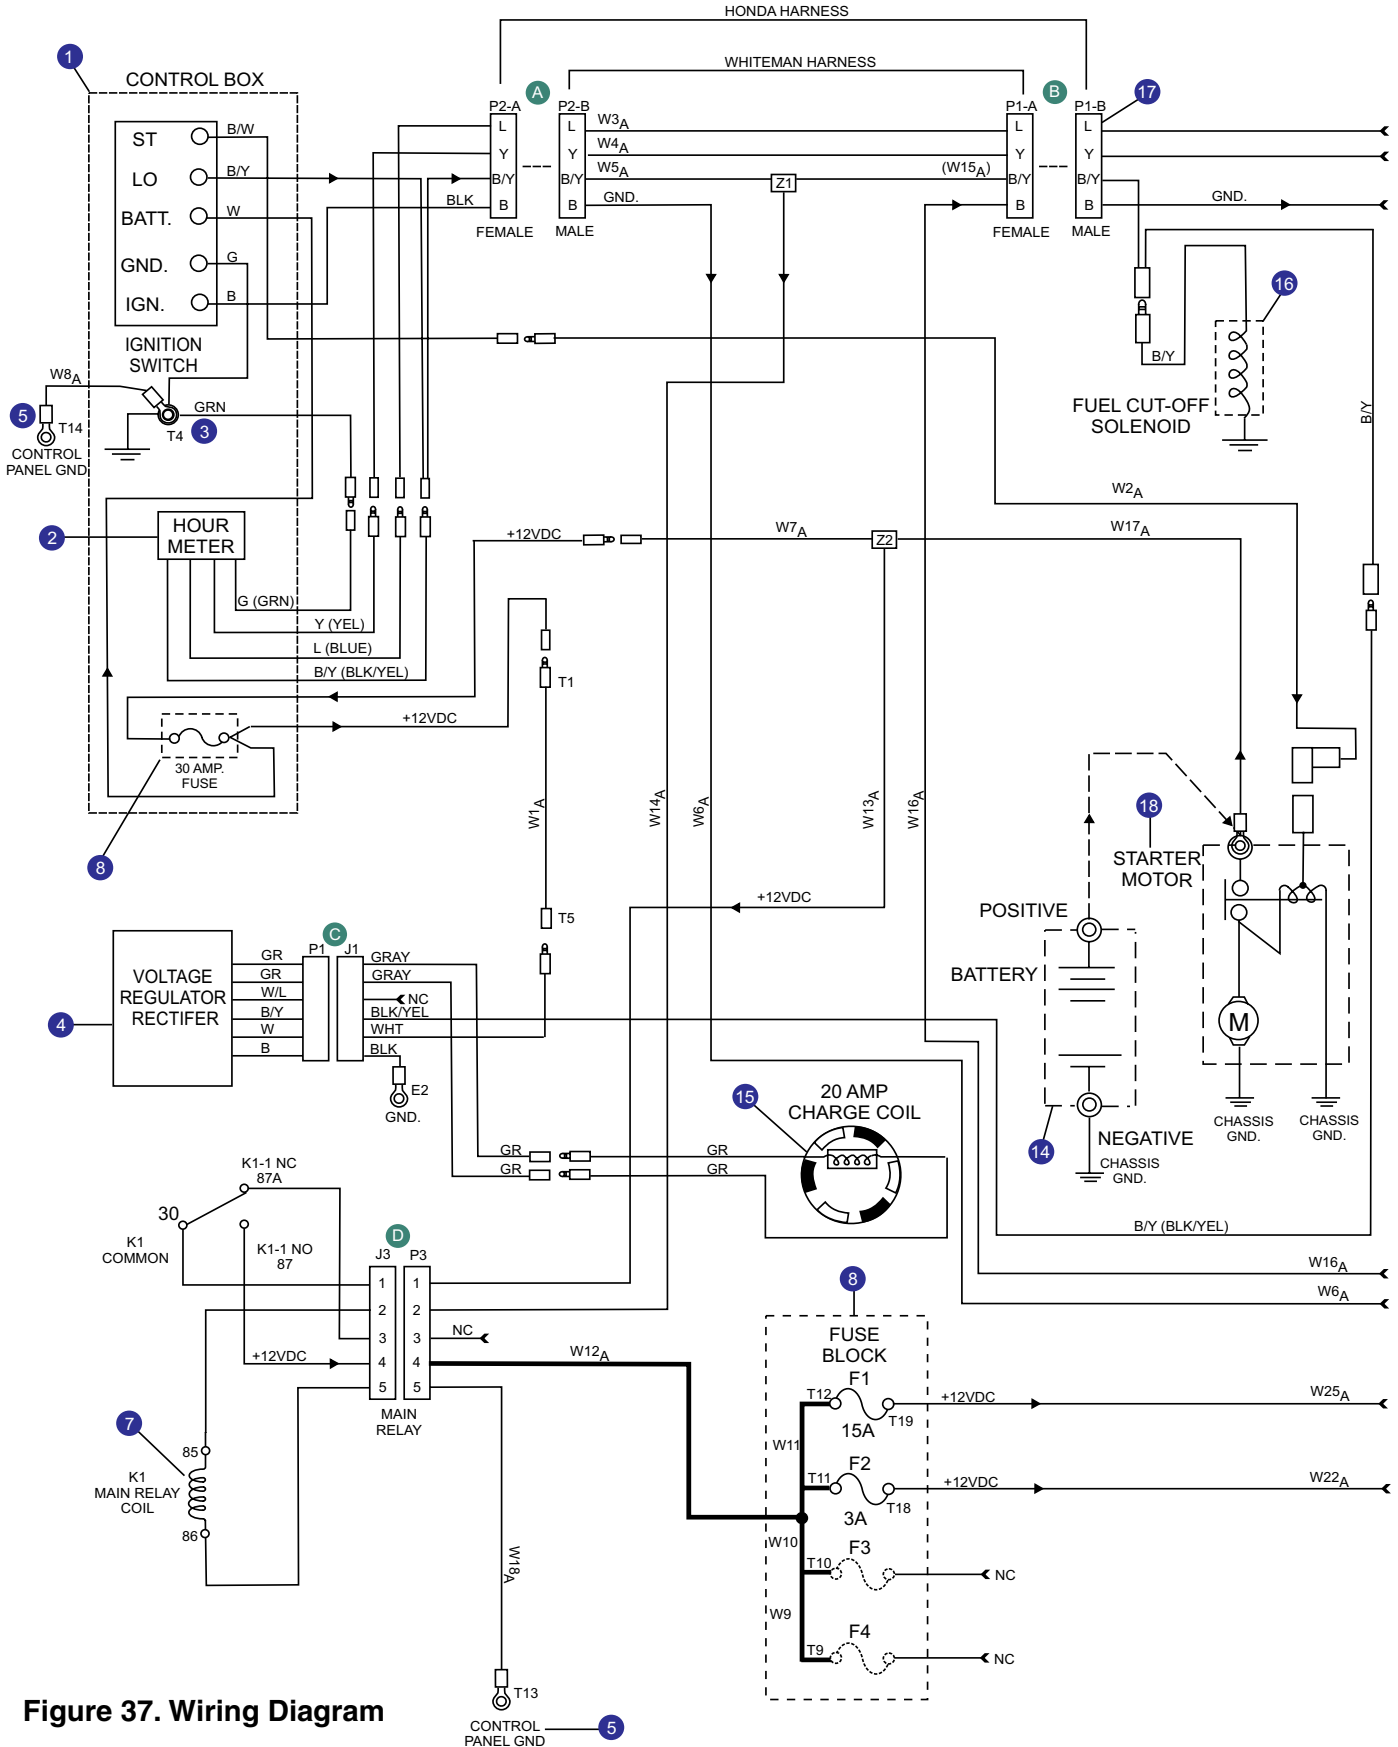 HONDA HARNESS
WHITEMAN HARNESS
1
CONTROL BOX
A
B
17
P2-A
P2-B
P1-A
P1-B
ST
B/W
L
L
W3A
L
L
Y
Y
W4A
Y
Y
LO
B/Y
B/Y
B/Y
W5A
Z1
(W15A)
B/Y
B/Y
BATT.
W
BLK
B
B
GND.
B
B
GND.
FEMALE
MALE
FEMALE
MALE
GND.
G
IGN.
B
16
IGNITION
SWITCH
B/Y
FUEL CUT-OFF
SOLENOID
B/Y
W8A
5
T14
GRN
T4
3
CONTROL
PANEL GND
W2A
2
HOUR
METER
+12VDC
W7A
Z2
W17A
G (GRN)
Y (YEL)
L (BLUE)
B/Y (BLK/YEL)
T1
+12VDC
30 AMP.
FUSE
8
W1A
W14A
W6A
W13A
W16A
18
STARTER
MOTOR
+12VDC
POSITIVE
T5
BATTERY
4
VOLTAGE
REGULATOR
RECTIFER
C
P1
J1
GR
GRAY
GR
GRAY
W/L
NC
B/Y
BLK/YEL
W
WHT
B
BLK
E2
GND.
M
CHASSIS
GND.
CHASSIS
GND.
15
20 AMP
CHARGE COIL
14
NEGATIVE
CHASSIS
GND.
GR
GR
GR
GR
K1-1 NC
87A
30
K1
COMMON
K1-1 NO
87
D
J3
P3
B/Y (BLK/YEL)
W16A
W6A
1
1
2
2
3
3
NC
+12VDC
4
4
W12A
5
5
MAIN
RELAY
8
FUSE
BLOCK
F1
T12
T19
15A
+12VDC
W25A
W11
F2
T11
T18
3A
+12VDC
W22A
W10
F3
T10
NC
W9
F4
T9
NC
7
85
K1
MAIN RELAY
COIL
86
W18A
T13
CONTROL
PANEL GND
5
Figure 37. Wiring Diagram